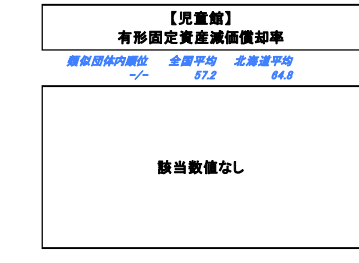 【児童館】
有形固定資産減価償却率
類似団体内順位 全国平均 北海道平均
-/- 57.2 64.8
該当数値なし